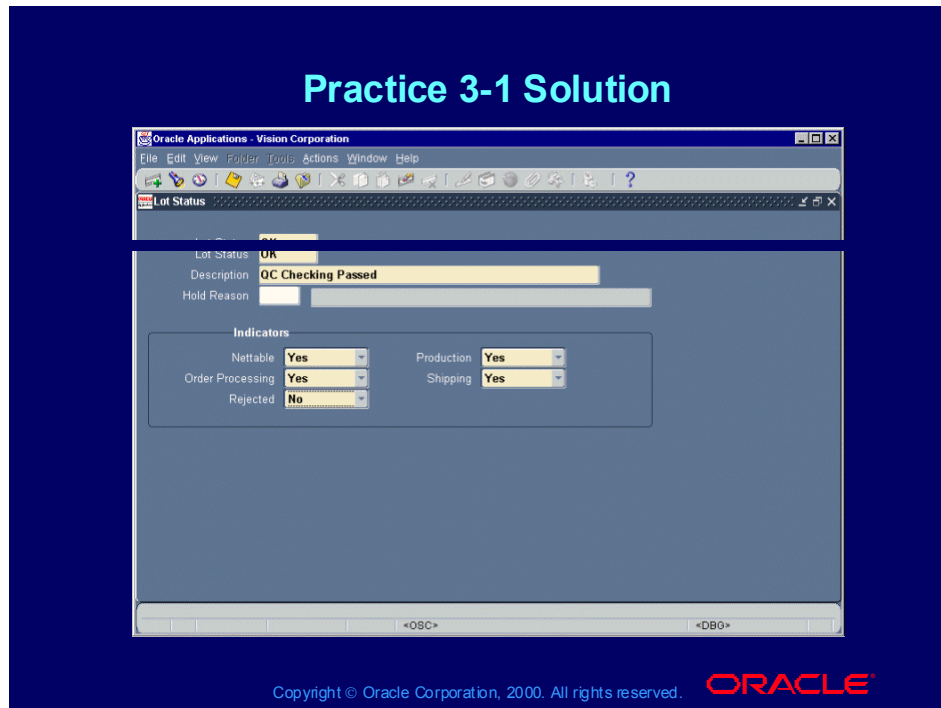 Practice 3-1 Solution
Oracle Applications - Vision Corporation
File Edit View Folder Tools Actions Window Help
Lot Status
Lot Status OK
Description QC Checking Passed
Hold Reason
Indicators
Nettable Yes Production Yes
Order Processing Yes Shipping Yes
Rejected No
<OSC> <DBG>
Copyright © Oracle Corporation, 2000. All rights reserved. ORACLE